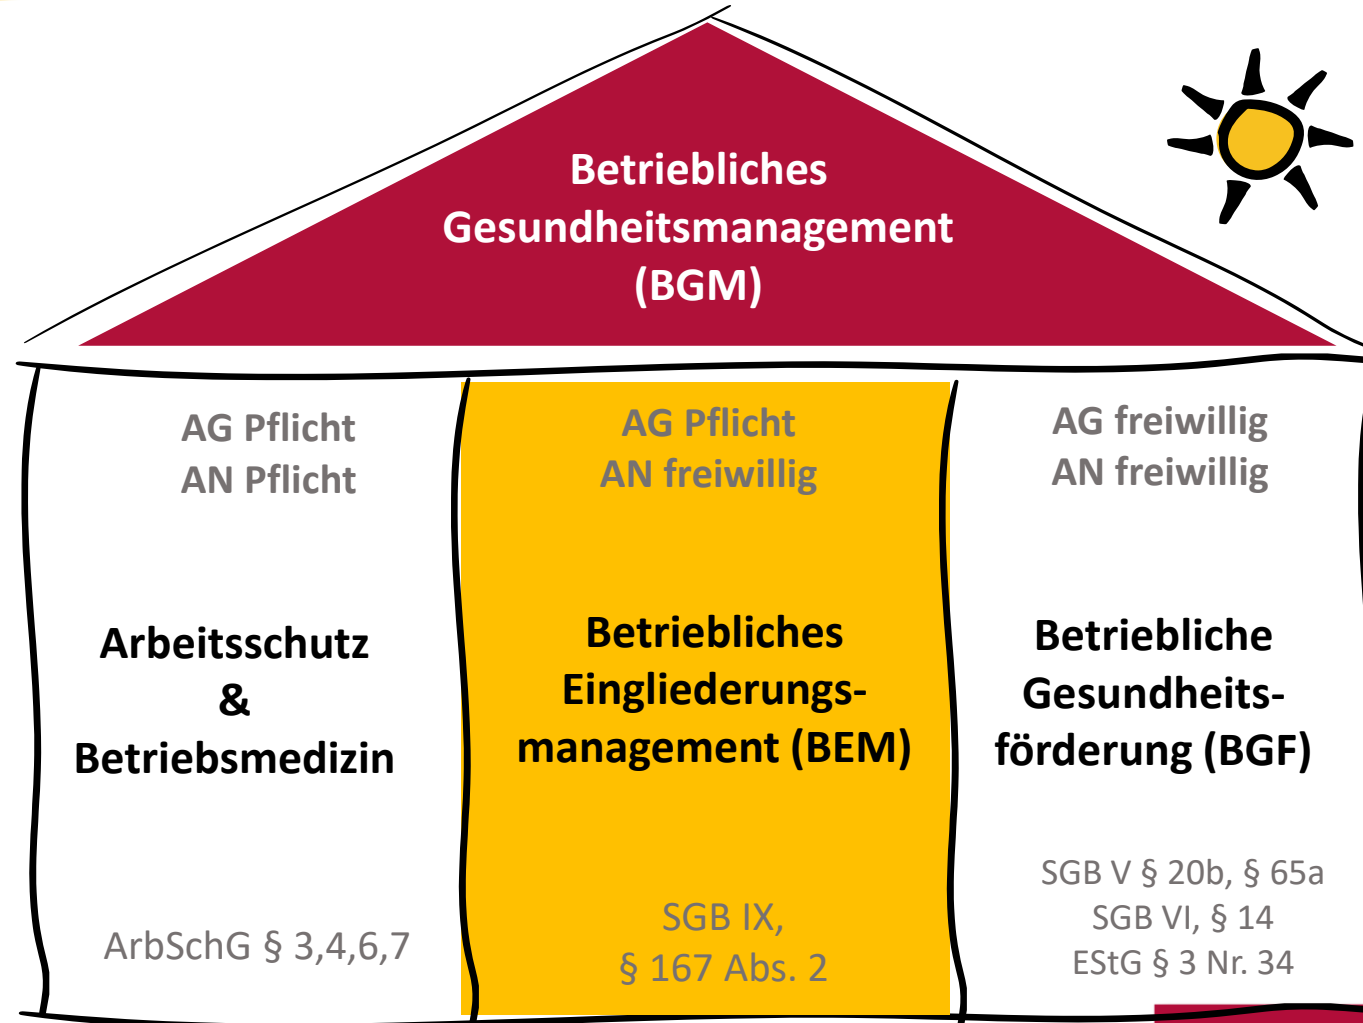 Betriebliches
Gesundheitsmanagement
(BGM)
AG Pflicht
AN Pflicht
Arbeitsschutz
&
Betriebsmedizin
ArbSchG § 3,4,6,7
AG Pflicht
AN freiwillig
Betriebliches
Eingliederungs-
management (BEM)
SGB IX,
§ 167 Abs. 2
AG freiwillig
AN freiwillig
Betriebliche
Gesundheits-
förderung (BGF)
SGB V § 20b, § 65a
SGB VI, § 14
EStG § 3 Nr. 34